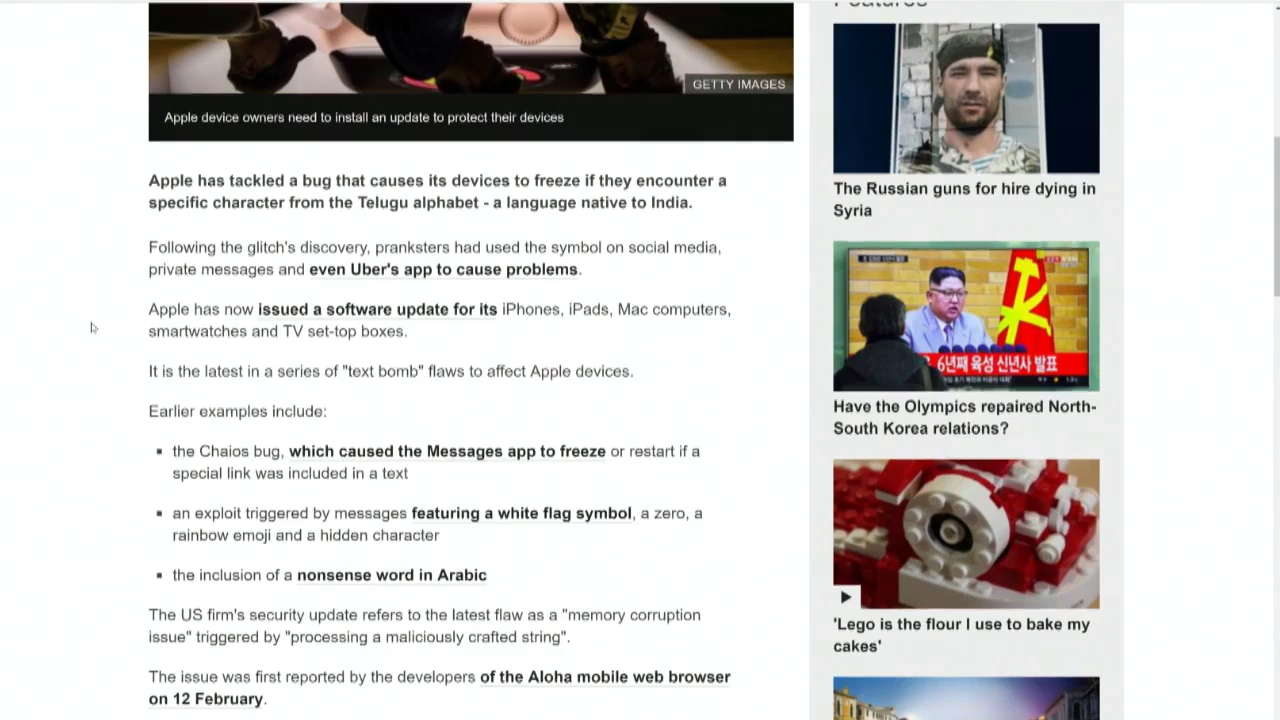 GETTY IMAGES
Apple device owners need to install an update to protect their devices
Apple has tackled a bug that causes its devices to freeze if they encounter a
specific character from the Telugu alphabet - a language native to India.
Following the glitch's discovery, pranksters had used the symbol on social media,
private messages and even Uber's app to cause problems.
Apple has now issued a software update for its iPhones, iPads, Mac computers,
smartwatches and TV set-top boxes.
It is the latest in a series of "text bomb" flaws to affect Apple devices.
Earlier examples include:
▪ the Chaios bug, which caused the Messages app to freeze or restart if a
special link was included in a text
▪ an exploit triggered by messages featuring a white flag symbol, a zero, a
rainbow emoji and a hidden character
▪ the inclusion of a nonsense word in Arabic
The US firm's security update refers to the latest flaw as a "memory corruption
issue" triggered by "processing a maliciously crafted string".
The issue was first reported by the developers of the Aloha mobile web browser
on 12 February.
Features
The Russian guns for hire dying in
Syria
6년째 육성 신년사 발표
Have the Olympics repaired North-
South Korea relations?
'Lego is the flour I use to bake my
cakes'